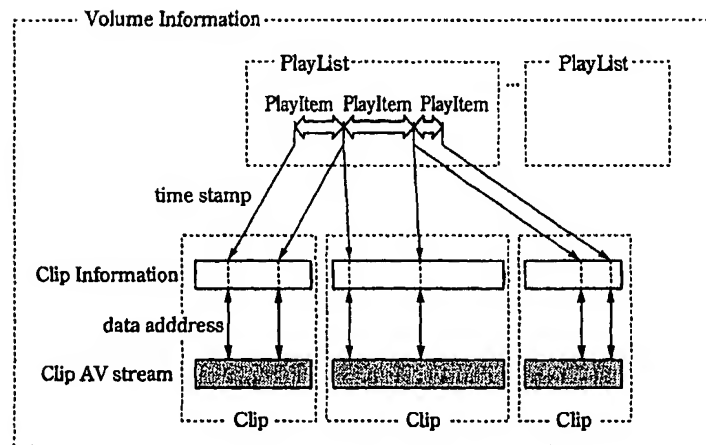 Volume Information
PlayList
...
PlayList
PlayItem PlayItem PlayItem
time stamp
Clip Information
data adddress
Clip AV stream
Clip
Clip
Clip